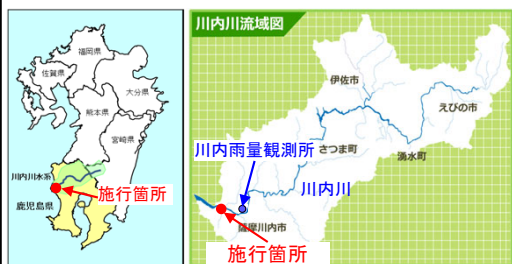 福岡県
佐賀県
大分県
熊本県
宮崎県
川内川水系
施行箇所
鹿児島県
川内川流域図
伊佐市
えびの市
川内雨量観測所
さつま町
湧水町
川内川
薩摩川内市
施行箇所